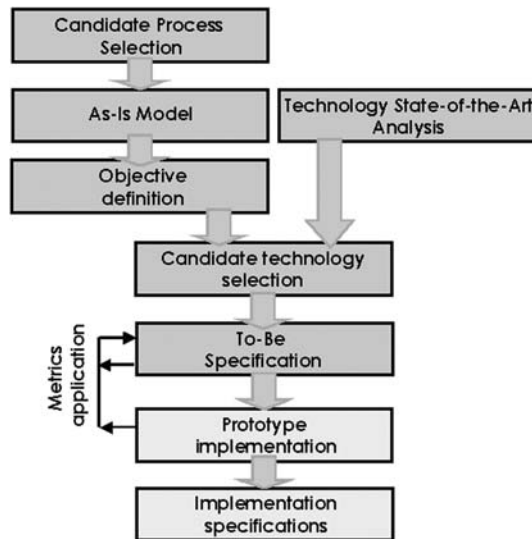 Candidate Process
Selection
As-Is Model
Technology State-of-the-Art
Analysis
Objective
definition
Candidate technology
selection
To-Be
Specification
Metrics
application
Prototype
implementation
Implementation
specifications